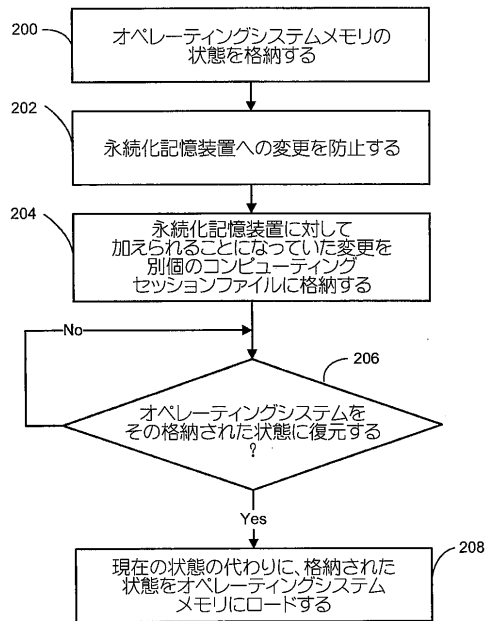 200
オペレーティングシステムメモリの
状態を格納する
202
永続化記憶装置への変更を防止する
204
永続化記憶装置に対して
加えられることになっていた変更を
別個のコンピューティング
セッションファイルに格納する
No
206
オペレーティングシステムを
その格納された状態に復元する
?
Yes
208
現在の状態の代わりに、格納された
状態をオペレーティングシステム
メモリにロードする